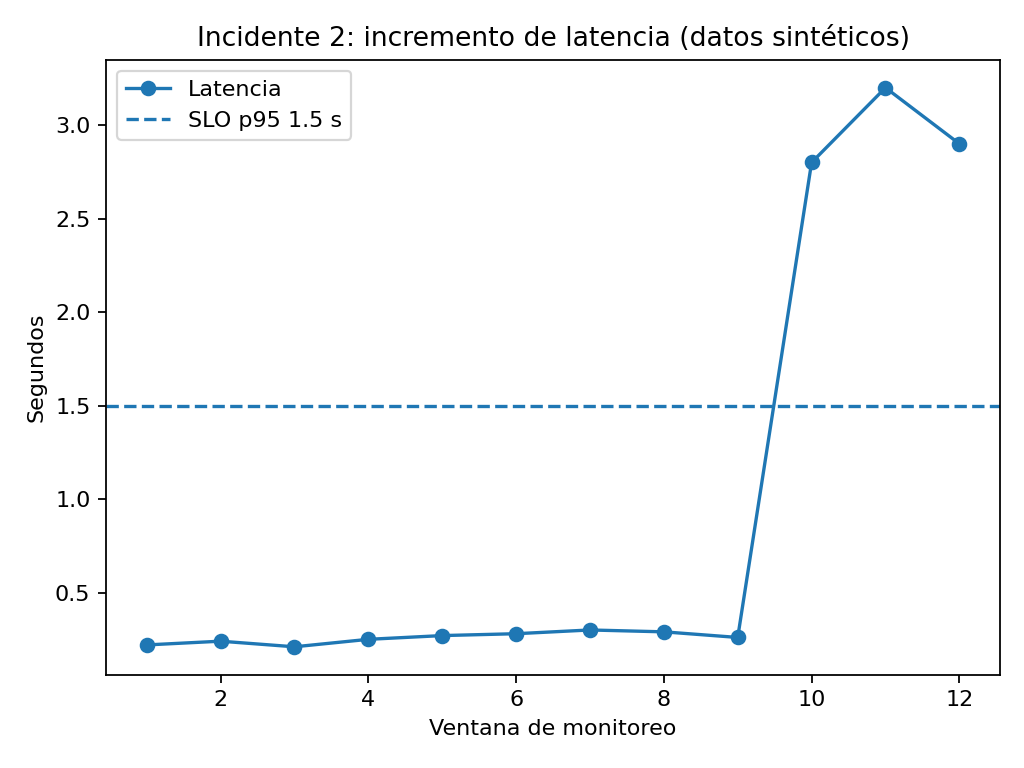 Incidente 2: incremento de latencia (datos sintéticos)
Latencia
SLO p95 1.5 s
3.0
2.5
2.0
1.5
1.0
0.5
Segundos
2 4 6 8 10 12
Ventana de monitoreo